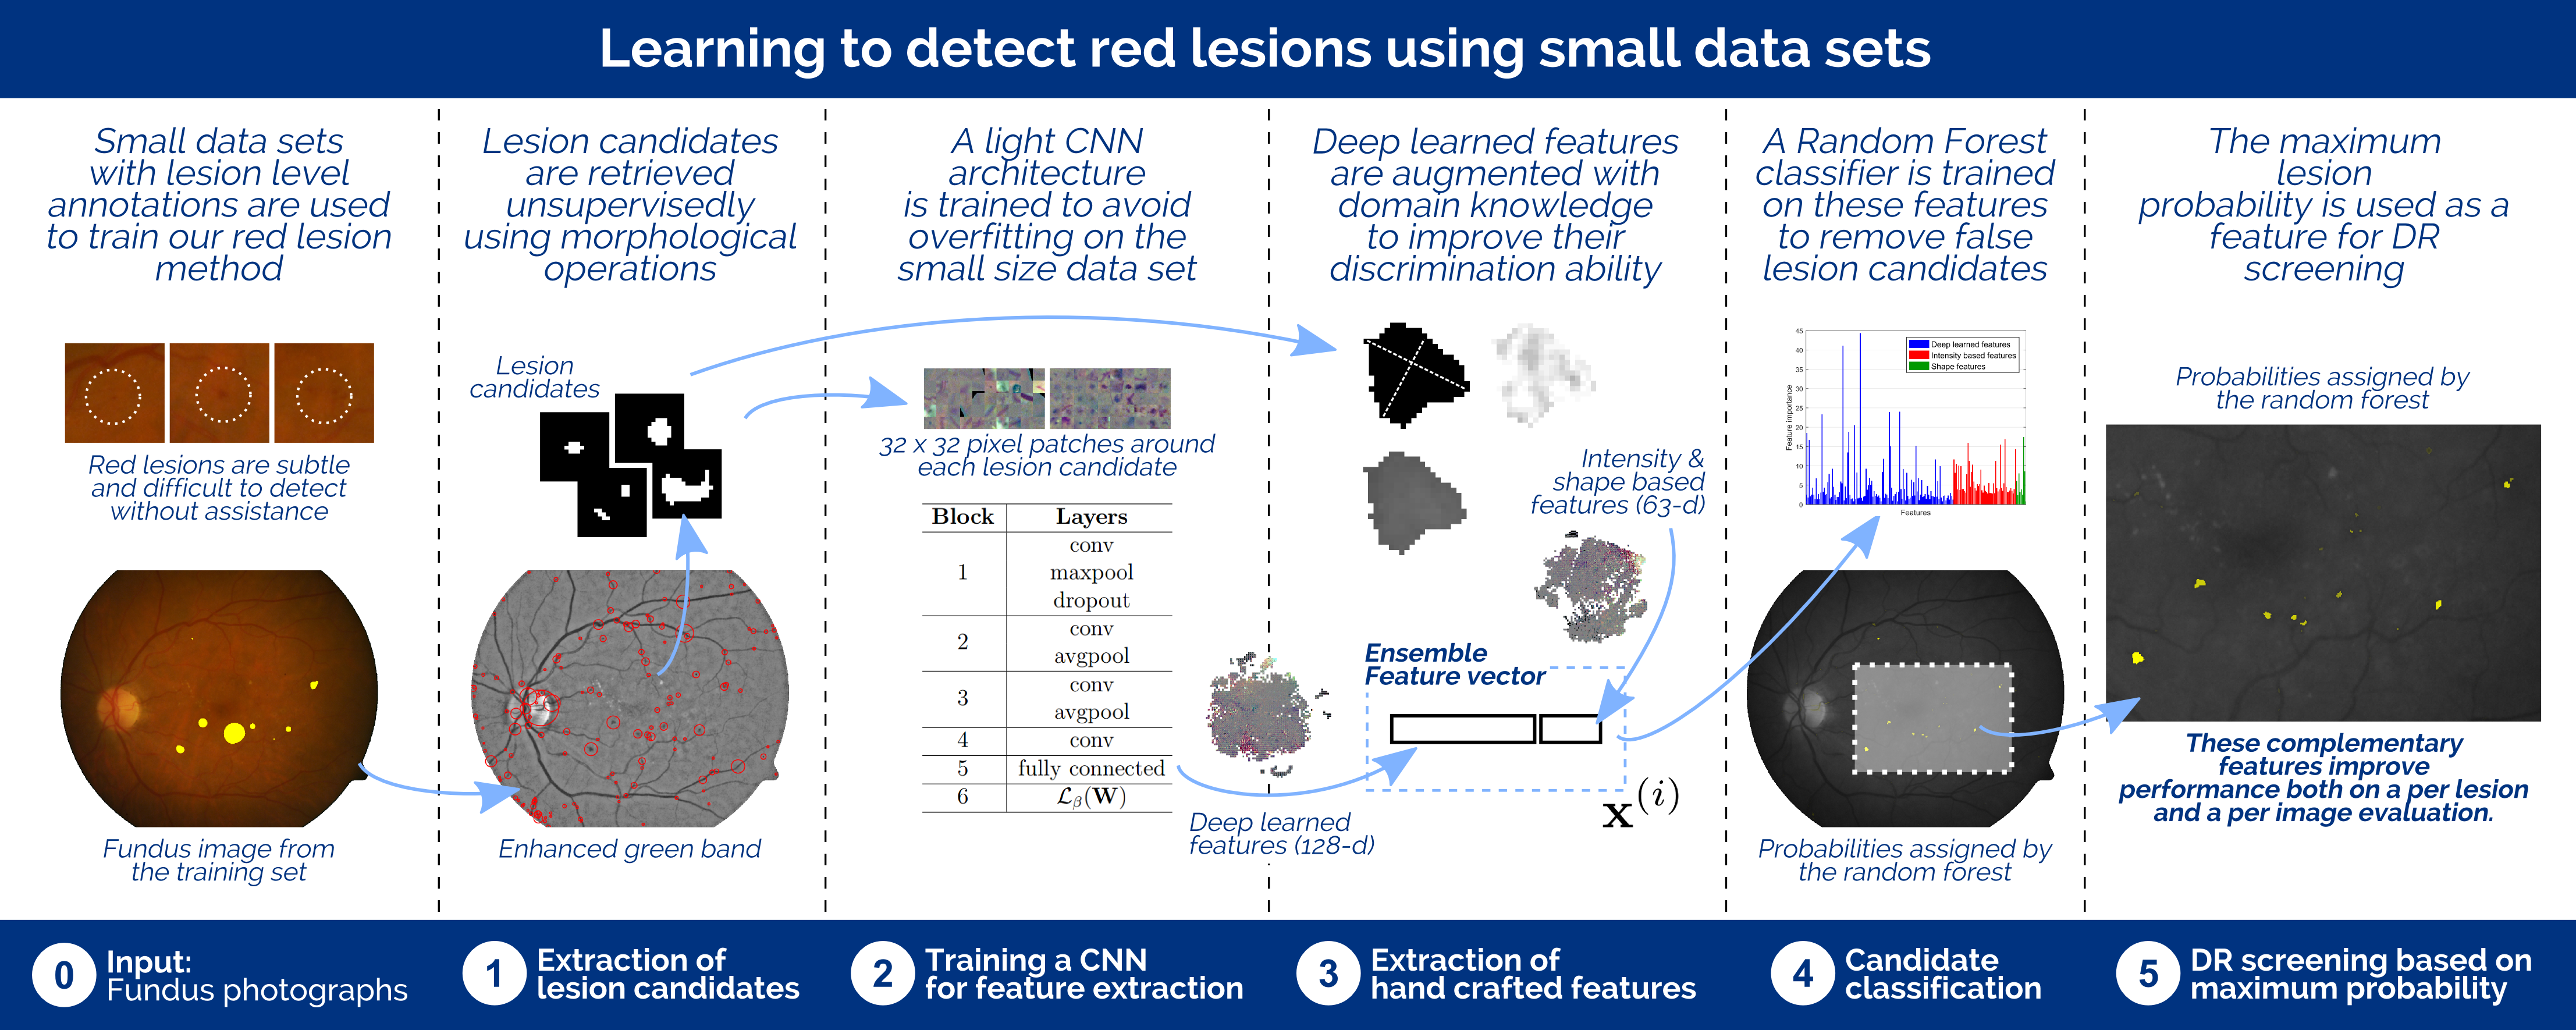 Learning to detect red lesions using small data sets
Small data sets
with lesion level
annotations are used
to train our red lesion
method
Red lesions are subtle
and difficult to detect
without assistance
Fundus image from
the training set
Lesion candidates
are retrieved
unsupervisedly
using morphological
operations
Lesion
candidates
Enhanced green band
A light CNN
architecture
is trained to avoid
overfitting on the
small size data set
32 x 32 pixel patches around
each lesion candidate
Block Layers
1 conv
maxpool
dropout
2 conv
avgpool
3 conv
avgpool
4 conv
5 fully connected
6 ℒβ(W)
Deep learned
features (128-d)
Deep learned features
are augmented with
domain knowledge
to improve their
discrimination ability
Intensity &
shape based
features (63-d)
Ensemble
Feature vector
x(i)
A Random Forest
classifier is trained
on these features
to remove false
lesion candidates
45
40
35
30
25
20
15
10
5
0
Feature importance
Features
Deep learned features
Intensity based features
Shape features
Probabilities assigned by
the random forest
The maximum
lesion
probability is used as a
feature for DR
screening
Probabilities assigned by
the random forest
These complementary
features improve
performance both on a per lesion
and a per image evaluation.
0 Input:
Fundus photographs
1 Extraction of
lesion candidates
2 Training a CNN
for feature extraction
3 Extraction of
hand crafted features
4 Candidate
classification
5 DR screening based on
maximum probability